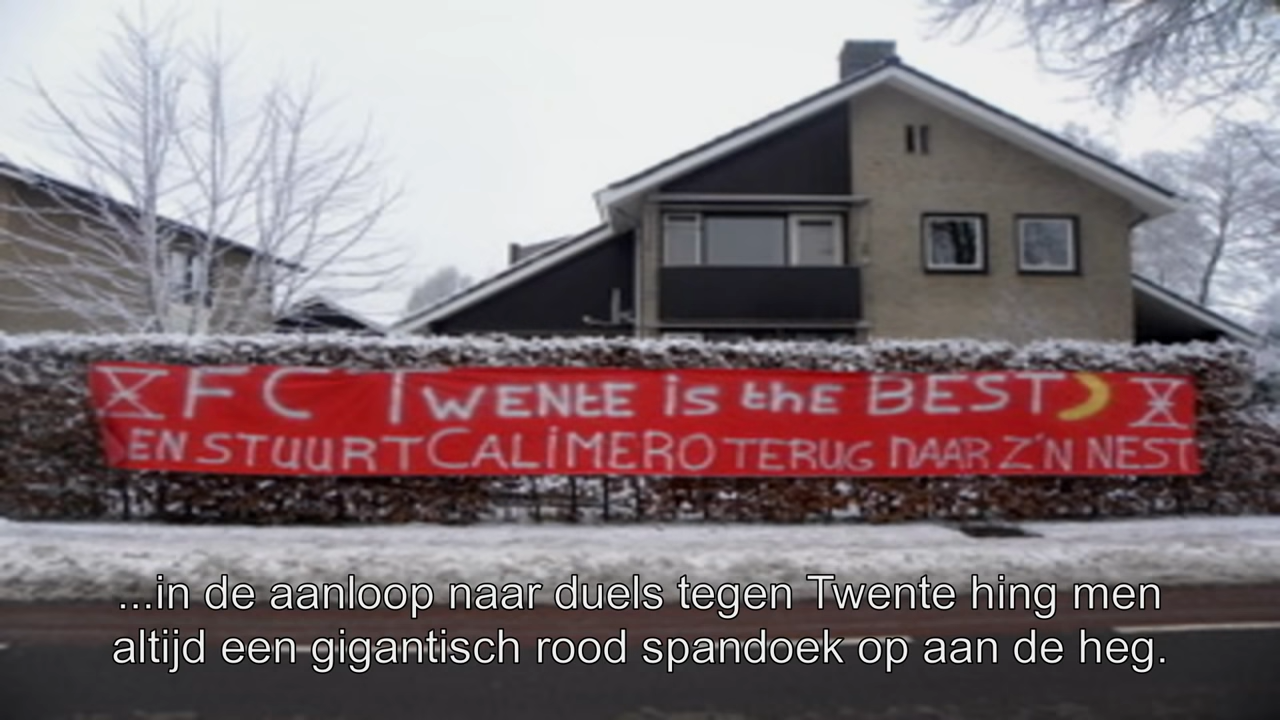 X FC TWENtE is thE BEST X
EN STUURT CALiMERO TERUG NAAR Z'N NEST
...in de aanloop naar duels tegen Twente hing men
altijd een gigantisch rood spandoek op aan de heg.